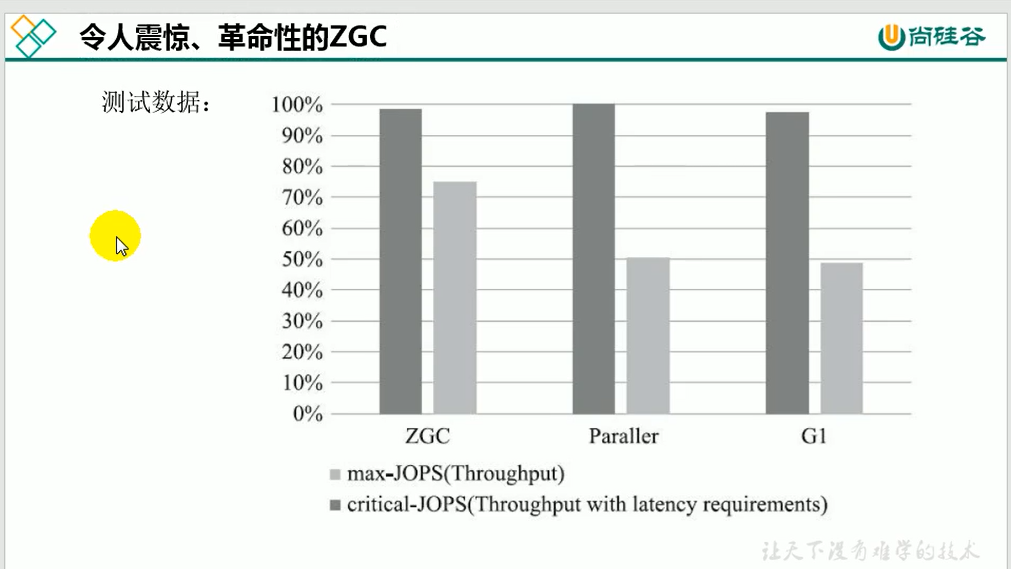 令人震惊、革命性的ZGC
尚硅谷
测试数据：
100%
90%
80%
70%
60%
50%
40%
30%
20%
10%
0%
ZGC
Paraller
G1
max-JOPS(Throughput)
critical-JOPS(Throughput with latency requirements)
让天下没有难学的技术